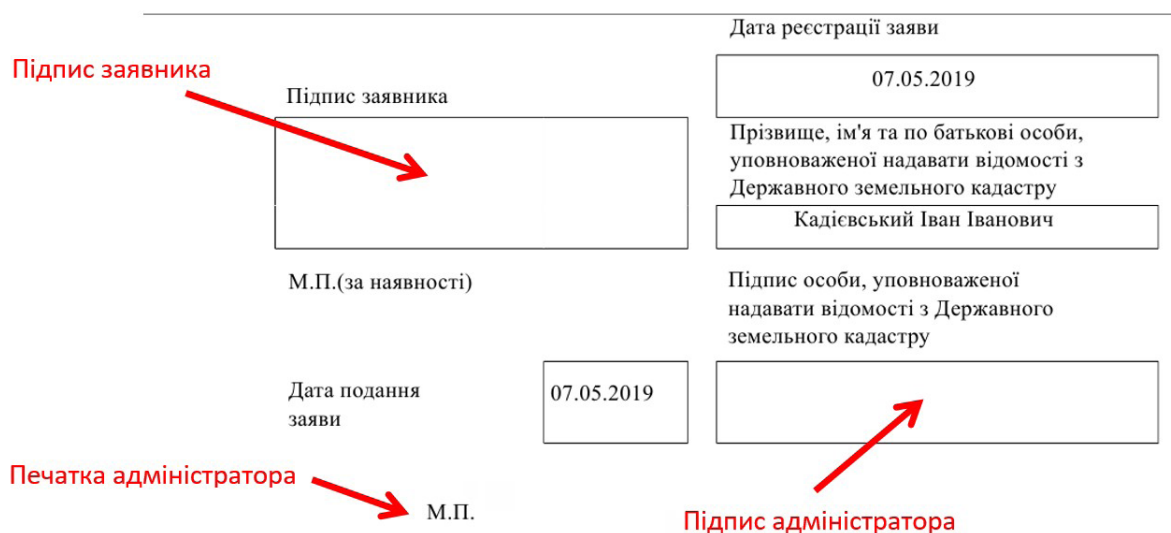 Дата реєстрації заяви
Підпис заявника
07.05.2019
Підпис заявника
Прізвище, ім'я та по батькові особи,
уповноваженої надавати відомості з
Державного земельного кадастру
Кадієвський Іван Іванович
М.П.(за наявності)
Підпис особи, уповноваженої
надавати відомості з Державного
земельного кадастру
Дата подання
заяви
07.05.2019
Печатка адміністратора
М.П.
Підпис адміністратора